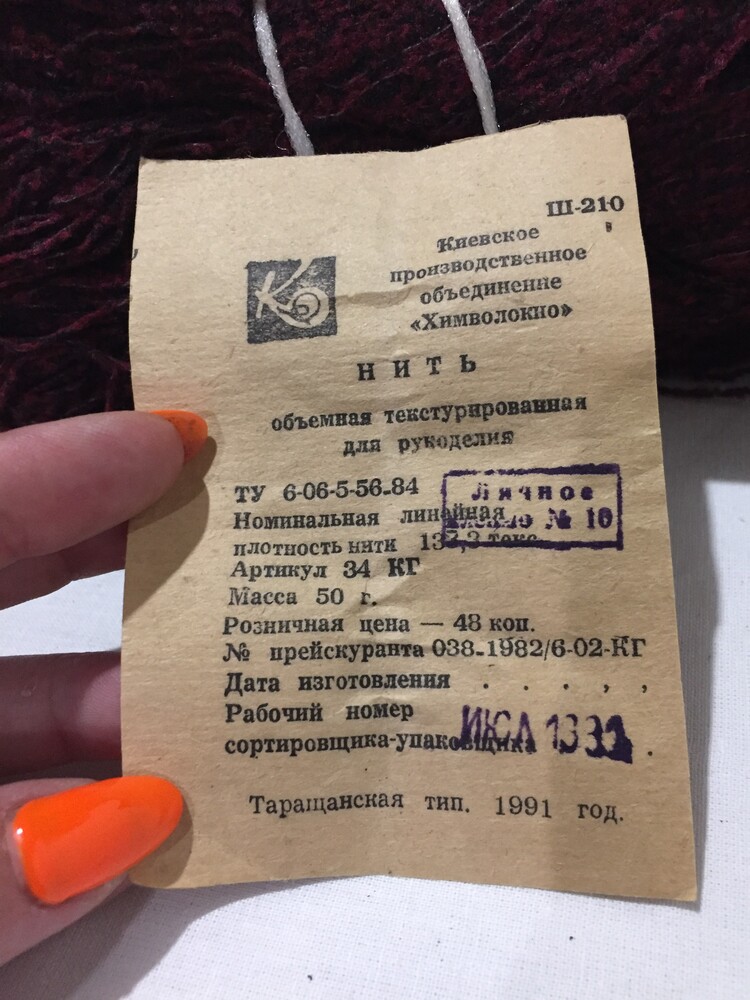 Ш-210
Киевское
производственное
объединение
«Химволокно»
НИТЬ
объемная текстурированная
для рукоделия
ТУ 6-06-5-56-84
Личное
Номинальная линейная
№ 10
плотность нити
Артикул 34 КГ
Масса 50 г.
Розничная цена — 48 коп.
№ прейскуранта 038-1982/6-02-КГ
Дата изготовления . . . , ,
Рабочий номер
сортировщика-упаковщика .
ИЮЛ
Таращанская тип. 1991 год.